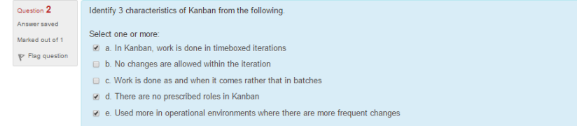 Question 2
Answer saved
Marked out of 1
Flag question
Identify 3 characteristics of Kanban from the following.
Select one or more:
a. In Kanban, work is done in timeboxed iterations
b. No changes are allowed within the iteration
c. Work is done as and when it comes rather that in batches
d. There are no prescribed roles in Kanban
e. Used more in operational environments where there are more frequent changes